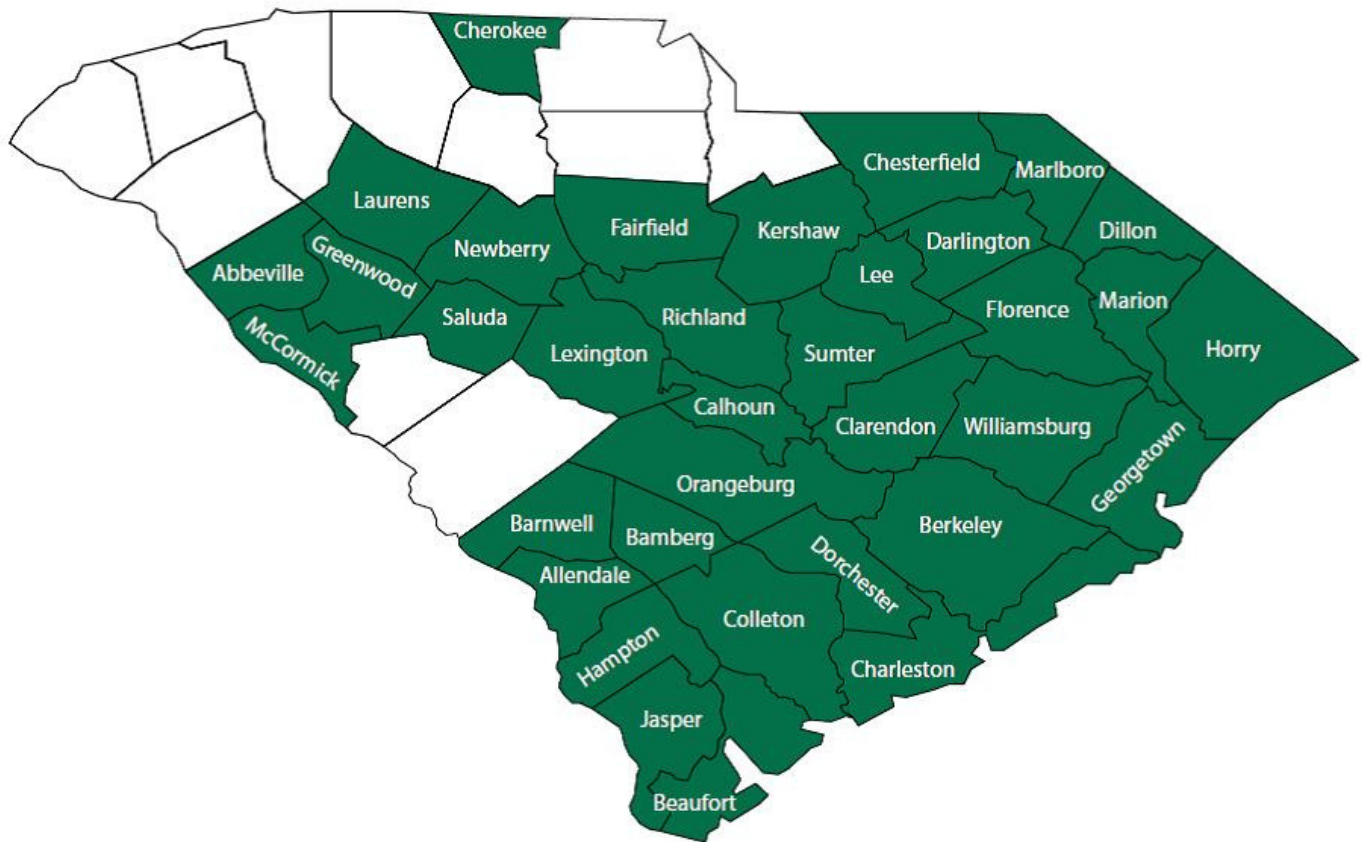 Cherokee
Chesterfield
Marlboro
Laurens
Fairfield
Kershaw
Dillon
Newberry
Darlington
Greenwood
Abbeville
Lee
Marion
Florence
Saluda
Richland
McCormick
Lexington
Sumter
Horry
Calhoun
Clarendon
Williamsburg
Georgetown
Orangeburg
Barnwell
Bamberg
Berkeley
Dorchester
Allendale
Colleton
Hampton
Charleston
Jasper
Beaufort